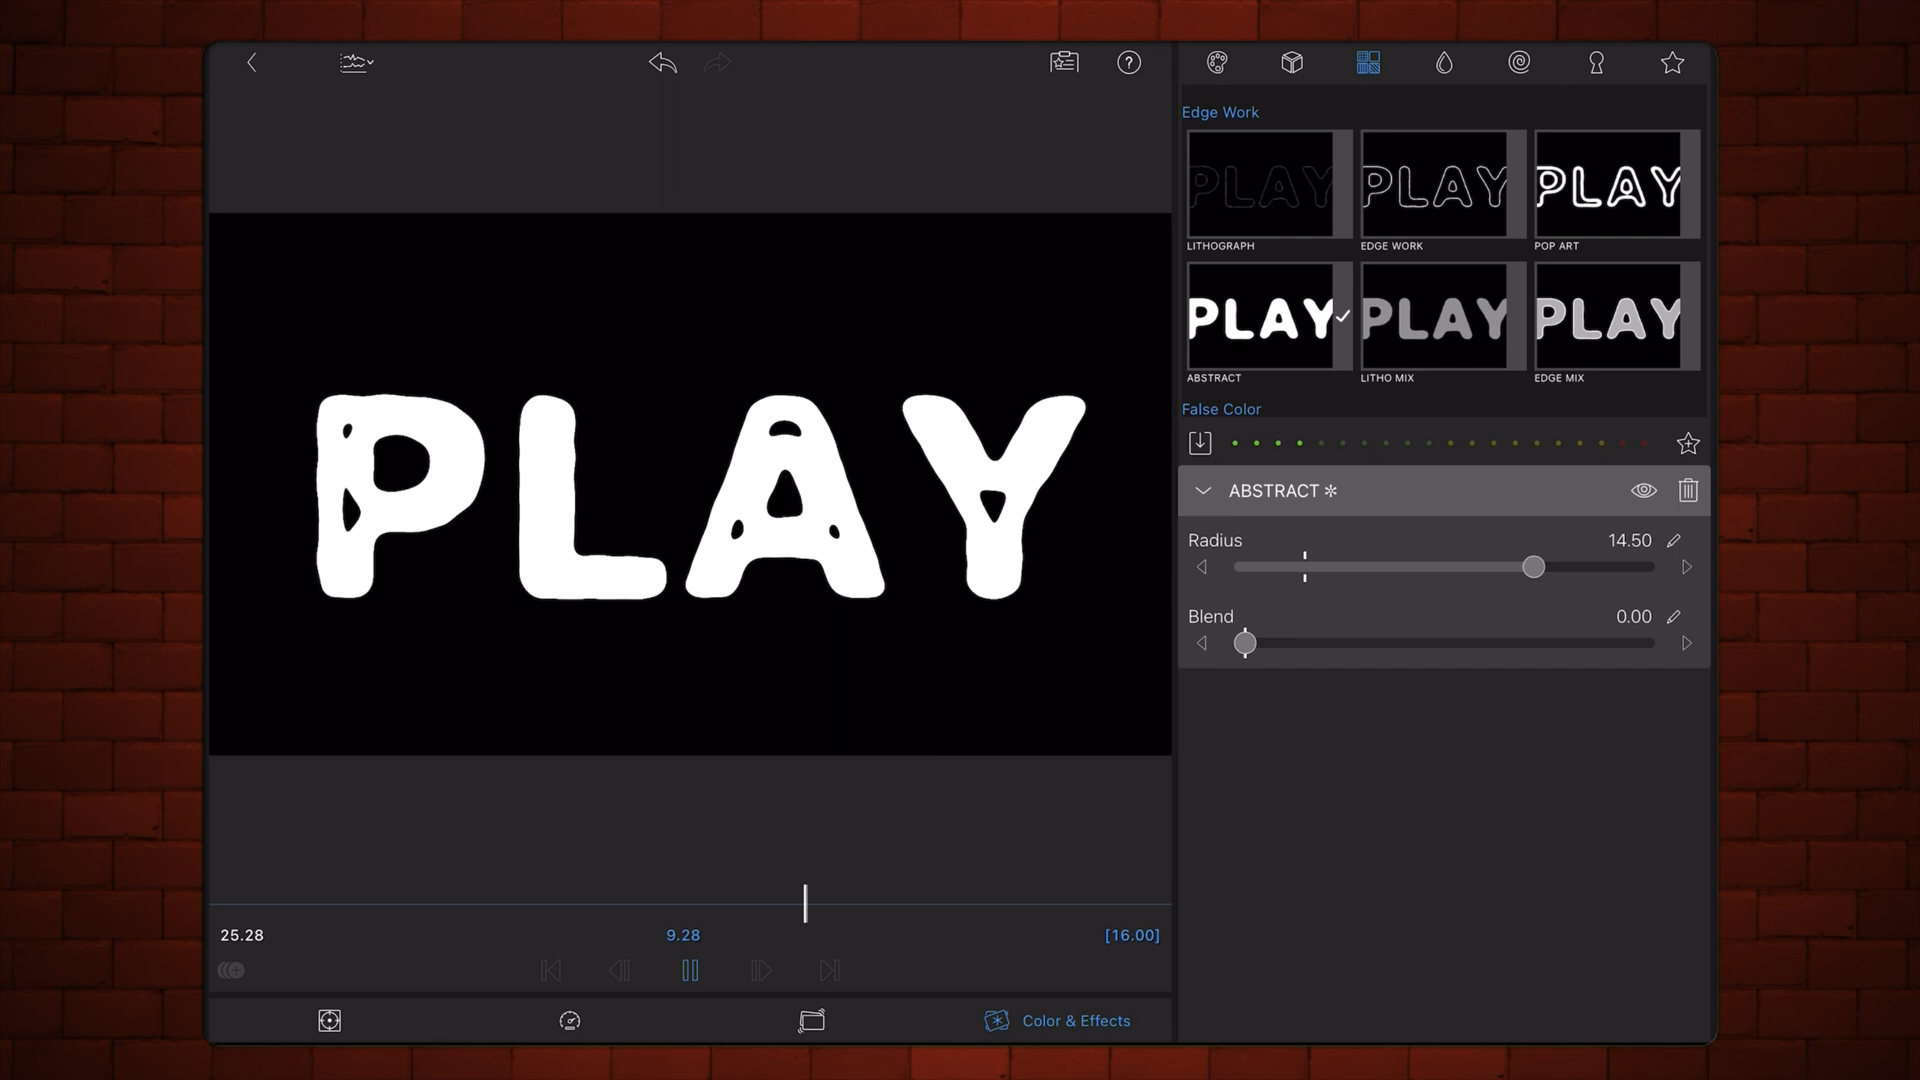 Edge Work
PLAY PLAY PLAY
LITHOGRAPH EDGE WORK POP ART
PLAY PLAY PLAY
ABSTRACT LITHO MIX EDGE MIX
False Color
PLAY
ABSTRACT ✻
Radius 14.50
Blend 0.00
25.28 9.28 [16.00]
Color & Effects